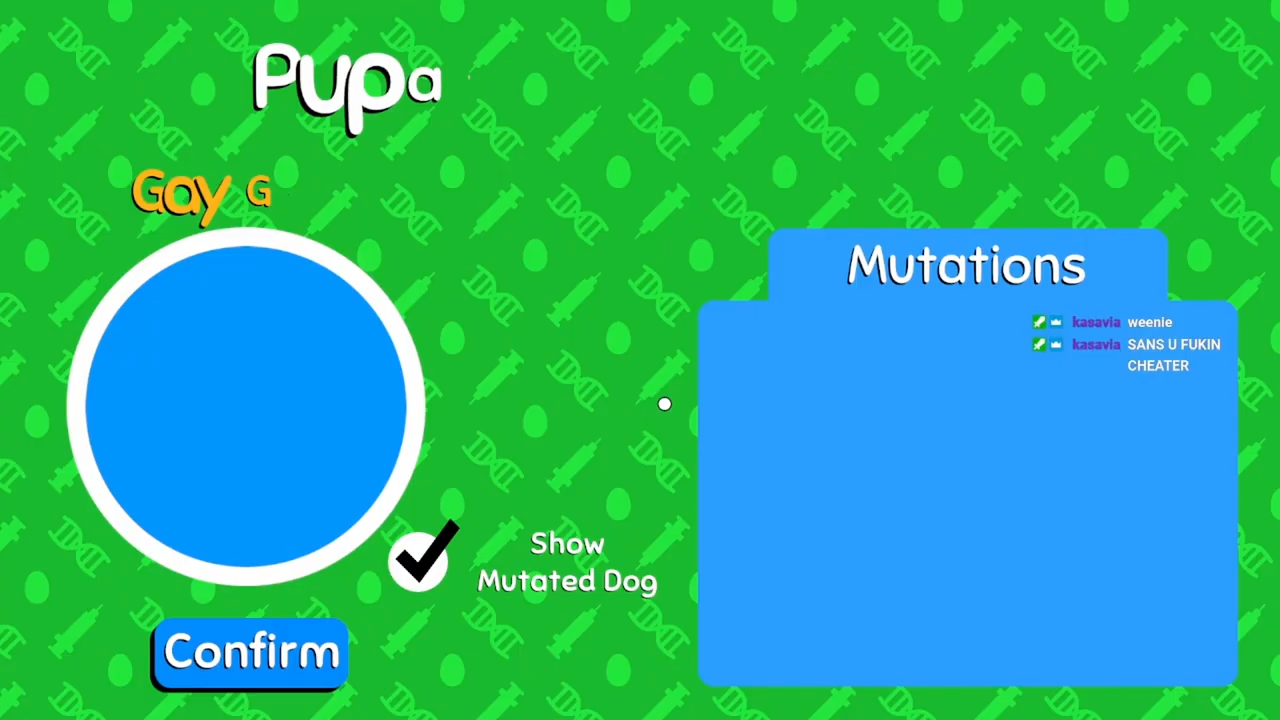 Pupa
Gay G
Mutations
kasavia weenie
kasavia SANS U FUKIN
CHEATER
Show
Mutated Dog
Confirm